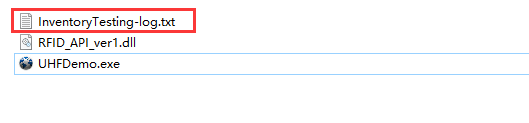 InventoryTesting-log.txt
RFID_API_ver1.dll
UHFDemo.exe